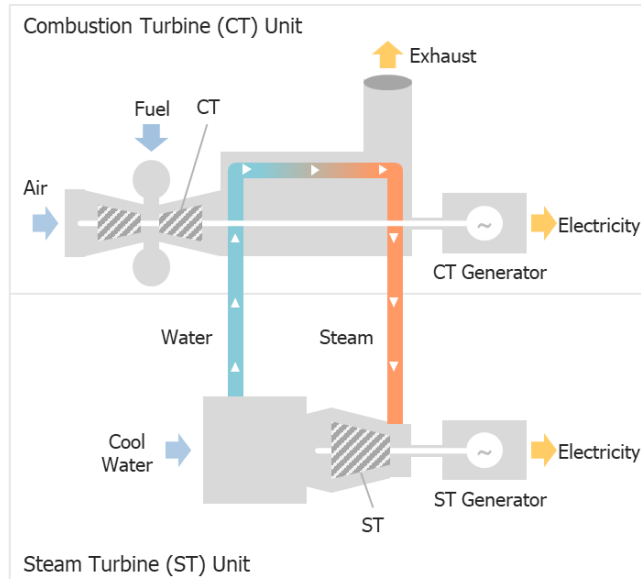 Combustion Turbine (CT) Unit
Exhaust
Fuel
CT
Air
Electricity
CT Generator
Water
Steam
Cool
Water
Electricity
ST Generator
ST
Steam Turbine (ST) Unit